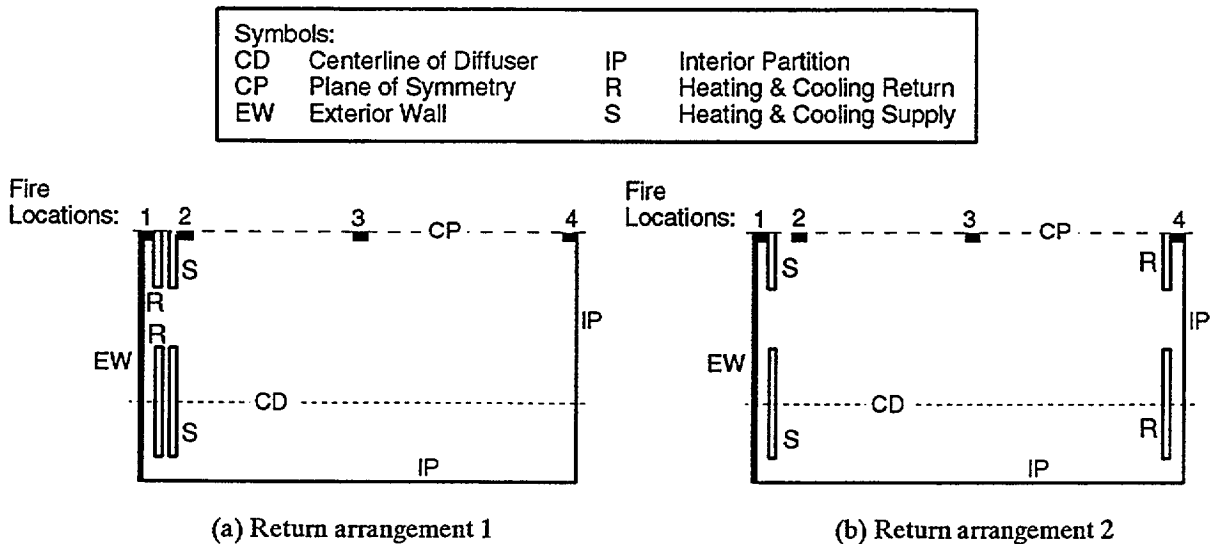 Symbols:
CD Centerline of Diffuser IP Interior Partition
CP Plane of Symmetry R Heating & Cooling Return
EW Exterior Wall S Heating & Cooling Supply
Fire
Locations: 1 2 3 4
CP
S
R
R
IP
EW
CD
S
IP
(a) Return arrangement 1
Fire
Locations: 1 2 3 4
CP
S
R
IP
EW
CD
S
R
IP
(b) Return arrangement 2